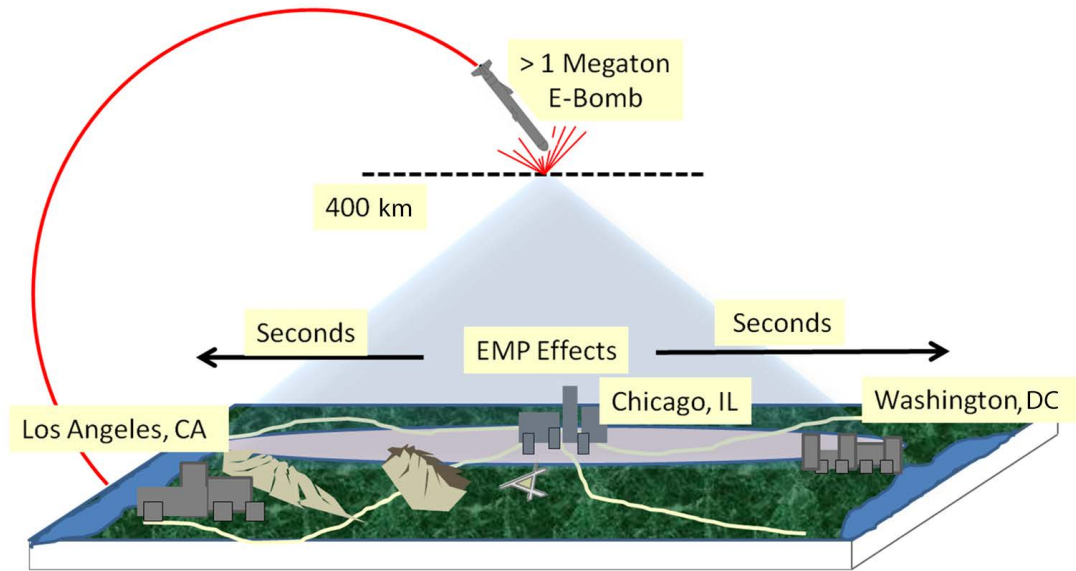 > 1 Megaton
E-Bomb
400 km
Seconds
Seconds
EMP Effects
Chicago, IL
Washington, DC
Los Angeles, CA